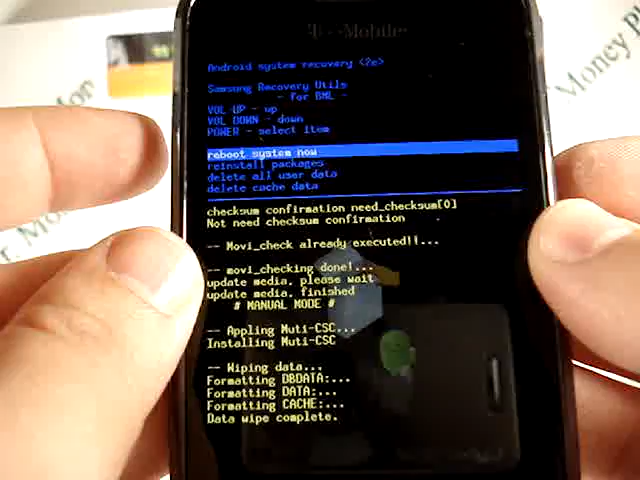 T-Mobile
Money
Android system recovery <2e>
Samsung Recovery Utils
- for BML -
VOL UP - up
VOL DOWN - down
POWER - select item
reboot system now
reinstall packages
delete all user data
delete cache data
checksum confirmation need_checksum[0]
Not need checksum confirmation
-- Movi_check already executed!!...
-- movi_checking done!...
update media, please wait
update media, finished
# MANUAL MODE #
-- Appling Muti-CSC...
Installing Muti-CSC
-- Wiping data...
Formatting DBDATA:...
Formatting DATA:...
Formatting CACHE:...
Data wipe complete.